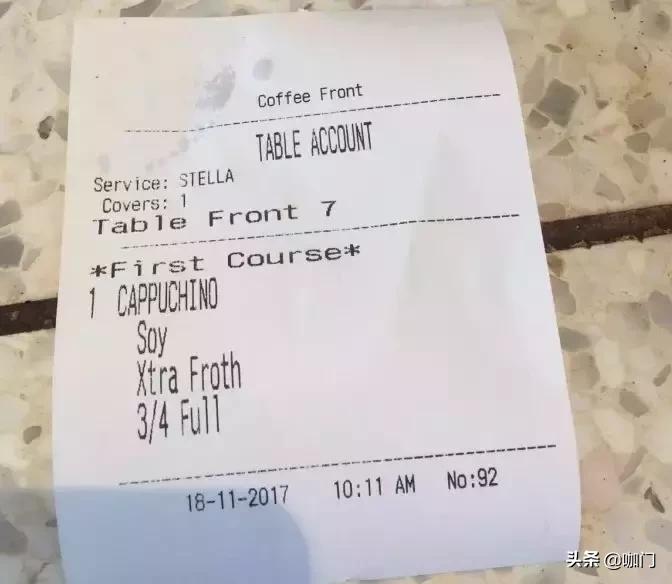 Coffee Front
TABLE ACCOUNT
Service: STELLA
Covers: 1
Table Front 7
*First Course*
1 CAPPUCHINO
Soy
Xtra Froth
3/4 Full
18-11-2017 10:11 AM No:92
头条 @咖门